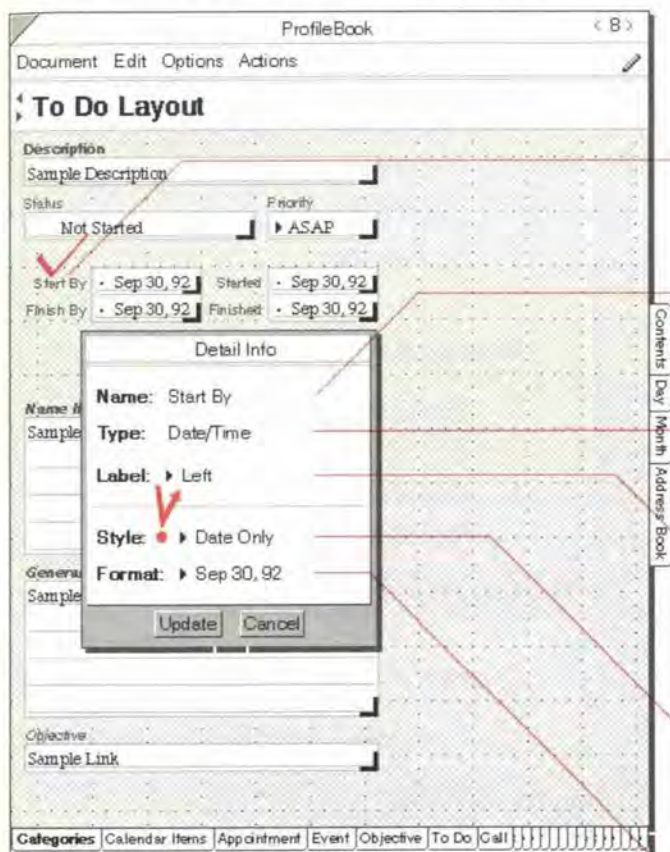 ProfileBook < 8 >
Document Edit Options Actions
To Do Layout
Description
Sample Description
Status Priority
Not Started ASAP
Start By - Sep 30, 92 Started - Sep 30, 92
Finish By - Sep 30, 92 Finished - Sep 30, 92
Detail Info
Name: Start By
Type: Date/Time
Label: Left
Style: Date Only
Format: Sep 30, 92
Update Cancel
Name
Sample
Genera
Sample
Objective
Sample Link
Contents Day Month Address Book
Categories Calendar Items Appointment Event Objective To Do Call